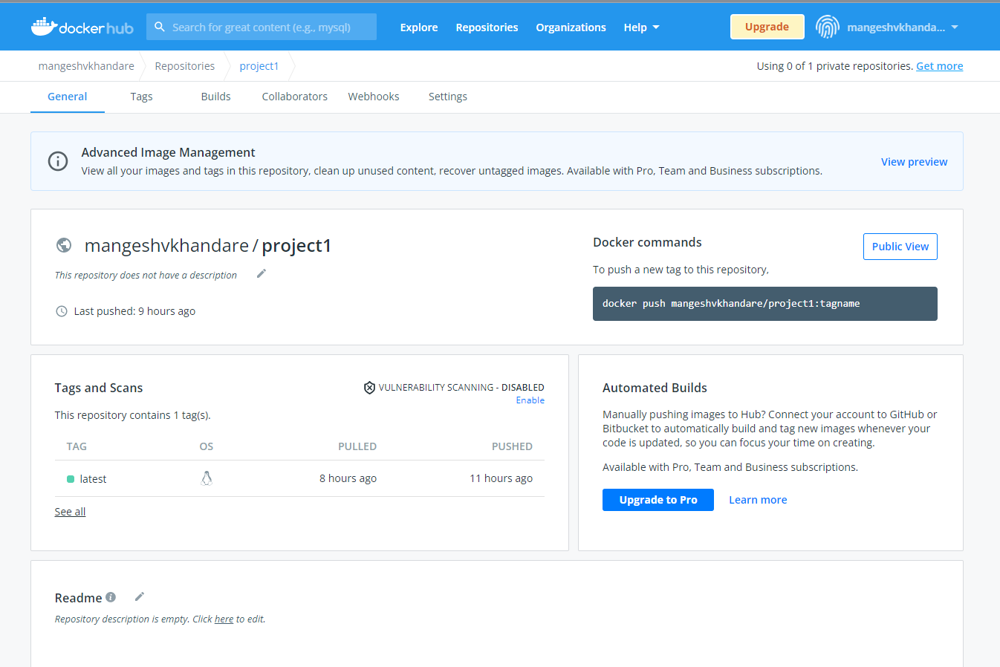 dockerhub
Search for great content (e.g., mysql)
Explore
Repositories
Organizations
Help
Upgrade
mangeshvkhanda...
mangeshvkhandare
Repositories
project1
Using 0 of 1 private repositories. Get more
General
Tags
Builds
Collaborators
Webhooks
Settings
Advanced Image Management
View all your images and tags in this repository, clean up unused content, recover untagged images. Available with Pro, Team and Business subscriptions.
View preview
mangeshvkhandare / project1
This repository does not have a description
Last pushed: 9 hours ago
Docker commands
Public View
To push a new tag to this repository,
docker push mangeshvkhandare/project1:tagname
Tags and Scans
VULNERABILITY SCANNING - DISABLED
Enable
This repository contains 1 tag(s).
TAG OS PULLED PUSHED
latest 8 hours ago 11 hours ago
See all
Automated Builds
Manually pushing images to Hub? Connect your account to GitHub or
Bitbucket to automatically build and tag new images whenever your
code is updated, so you can focus your time on creating.
Available with Pro, Team and Business subscriptions.
Upgrade to Pro
Learn more
Readme
Repository description is empty. Click here to edit.